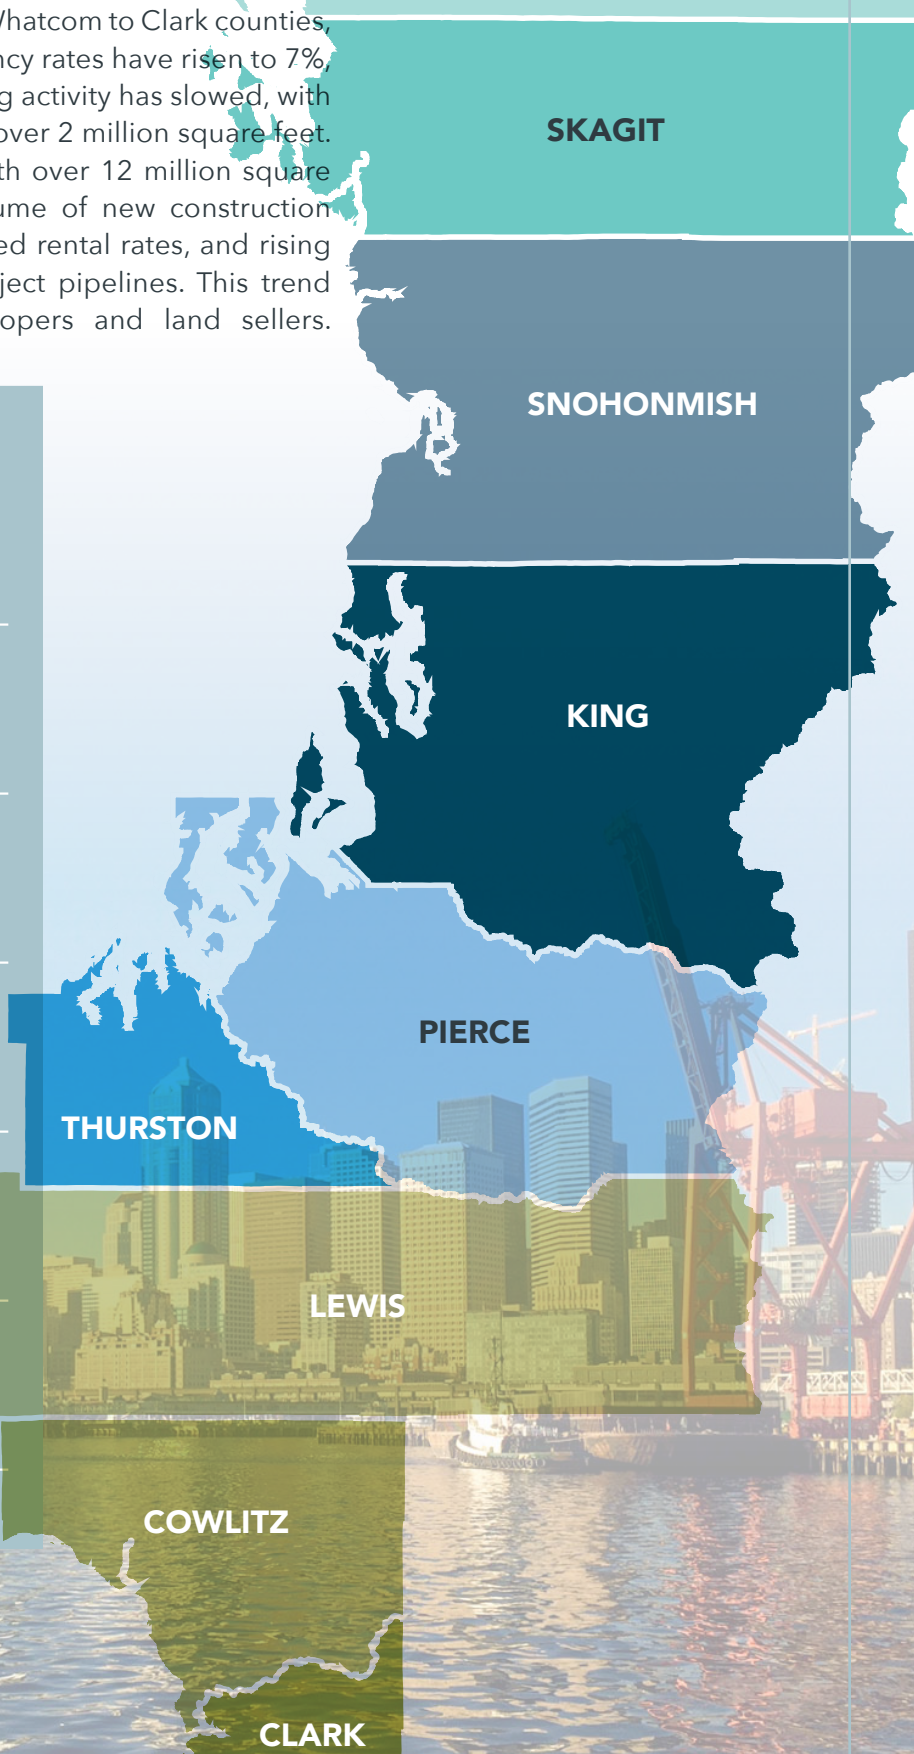 Whatcom to Clark counties,
ncy rates have risen to 7%,
g activity has slowed, with
over 2 million square feet.
th over 12 million square
ume of new construction
ed rental rates, and rising
ject pipelines. This trend
opers and land sellers.
SKAGIT
SNOHONMISH
KING
PIERCE
THURSTON
LEWIS
COWLITZ
CLARK